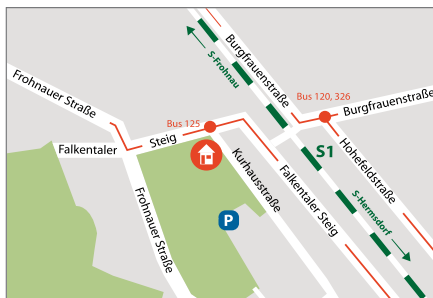 S-Frohnau
Burgfrauenstraße
Frohnauer Straße
Bus 120, 326
Burgfrauenstraße
Bus 125
Steig
Falkentaler
S1
Kurhausstraße
Hohefeldstraße
Falkentaler Steig
S-Hermsdorf
Frohnauer Straße
P